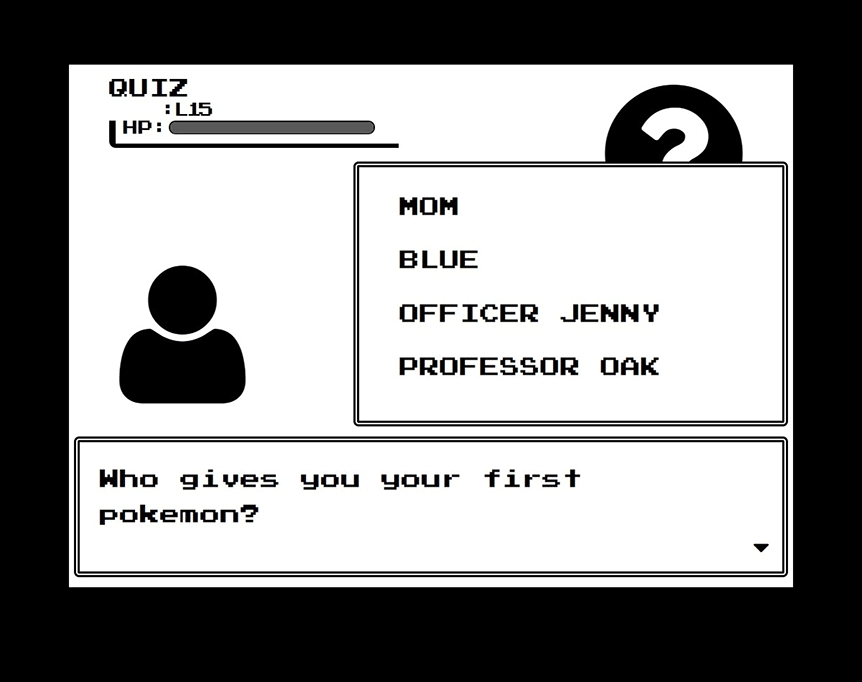 QUIZ
:L15
HP:
?
MOM
BLUE
OFFICER JENNY
PROFESSOR OAK
Who gives you your first
pokemon?